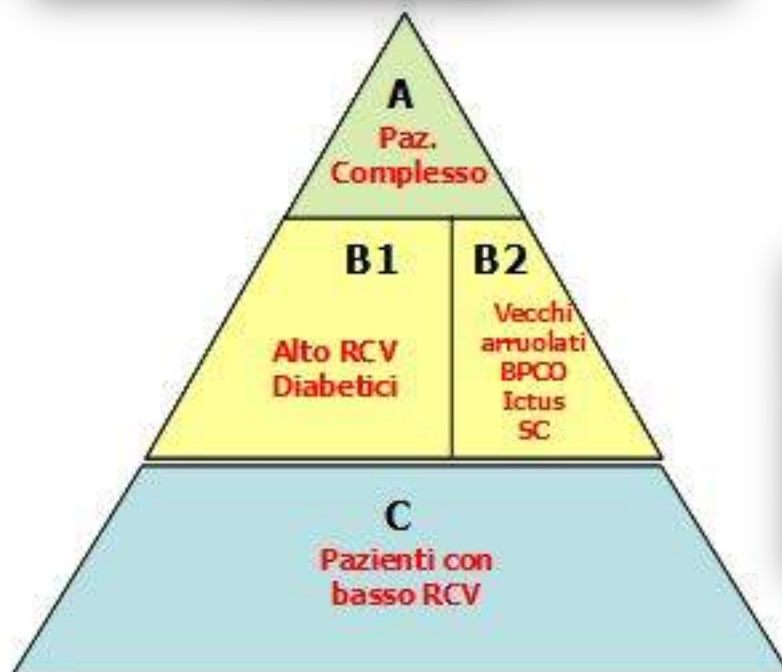 A
Paz.
Complesso
B1
Alto RCV
Diabetici
B2
Vecchi
arruolati
BPCO
Ictus
SC
C
Pazienti con
basso RCV